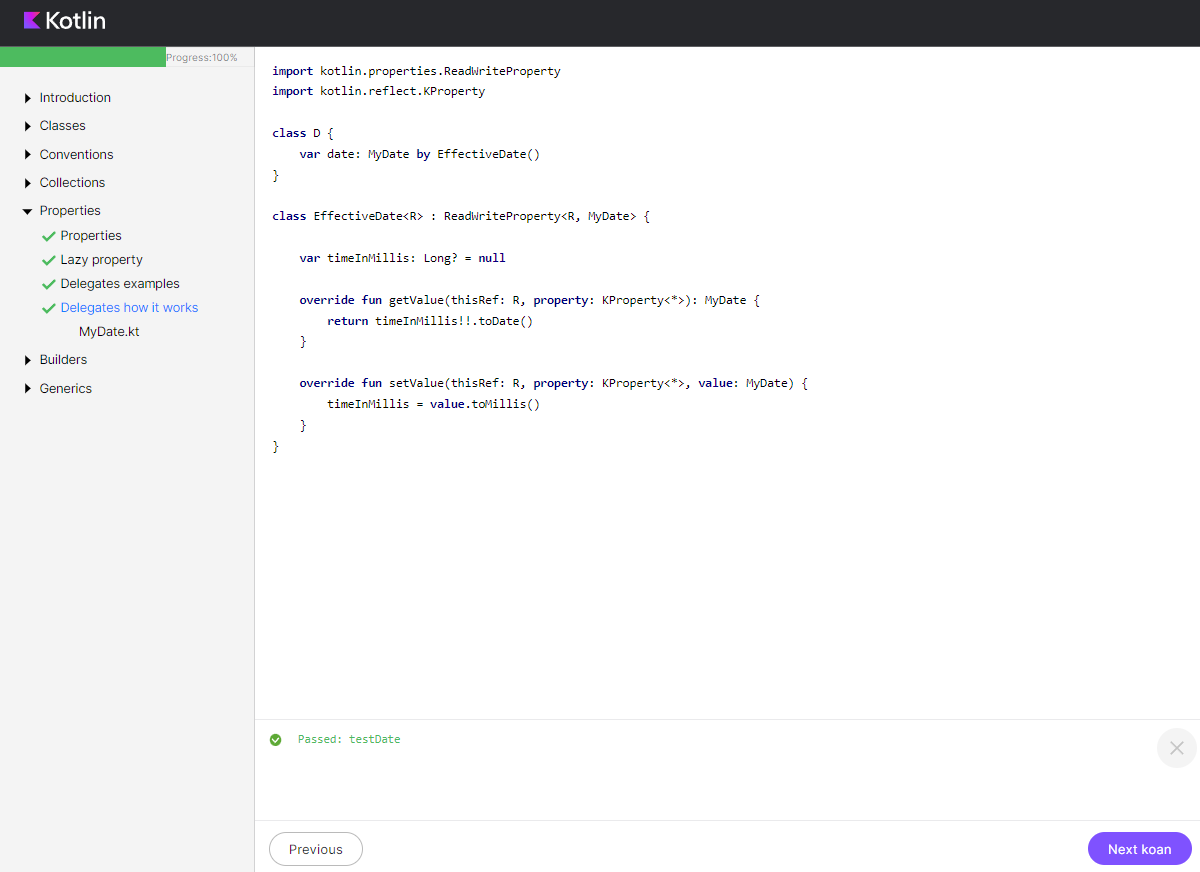 Kotlin
Progress:100%
Introduction
Classes
Conventions
Collections
Properties
Properties
Lazy property
Delegates examples
Delegates how it works
MyDate.kt
Builders
Generics
import kotlin.properties.ReadWriteProperty
import kotlin.reflect.KProperty
class D {
    var date: MyDate by EffectiveDate()
}
class EffectiveDate<R> : ReadWriteProperty<R, MyDate> {
    var timeInMillis: Long? = null
    override fun getValue(thisRef: R, property: KProperty<*>): MyDate {
        return timeInMillis!!.toDate()
    }
    override fun setValue(thisRef: R, property: KProperty<*>, value: MyDate) {
        timeInMillis = value.toMillis()
    }
}
Passed: testDate
Previous
Next koan